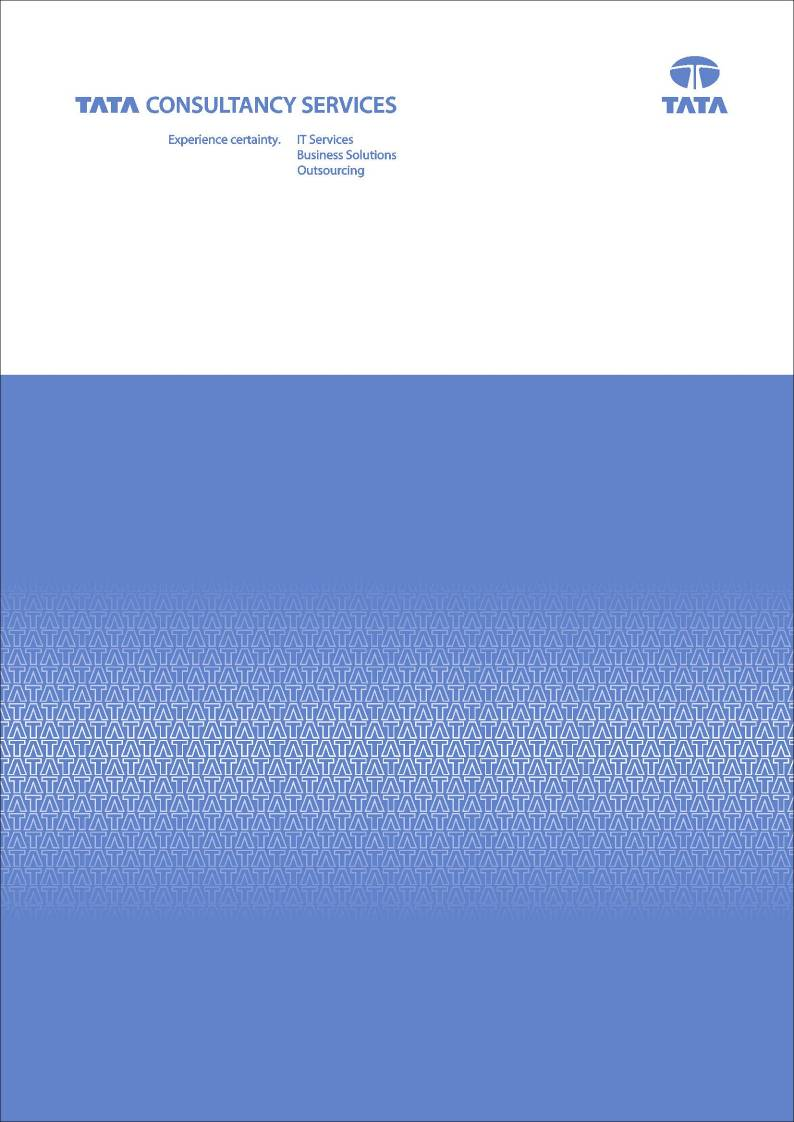 TATA CONSULTANCY SERVICES
TATA
Experience certainty. IT Services
Business Solutions
Outsourcing